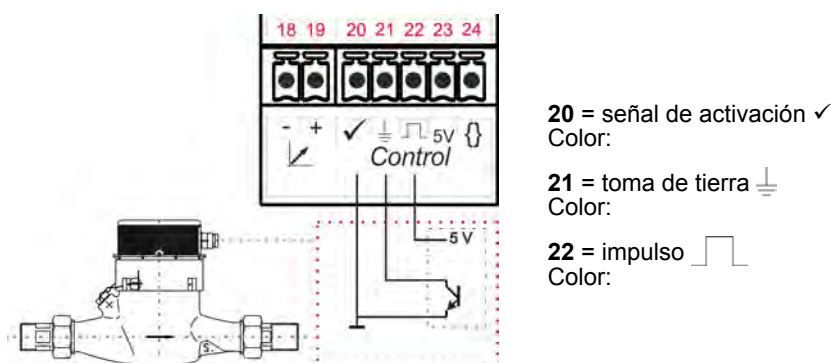 18 19 20 21 22 23 24
- + ✓ ⏚ 5V {}
Control
5 V
S.
20 = señal de activación ✓
Color:
21 = toma de tierra ⏚
Color:
22 = impulso
Color: